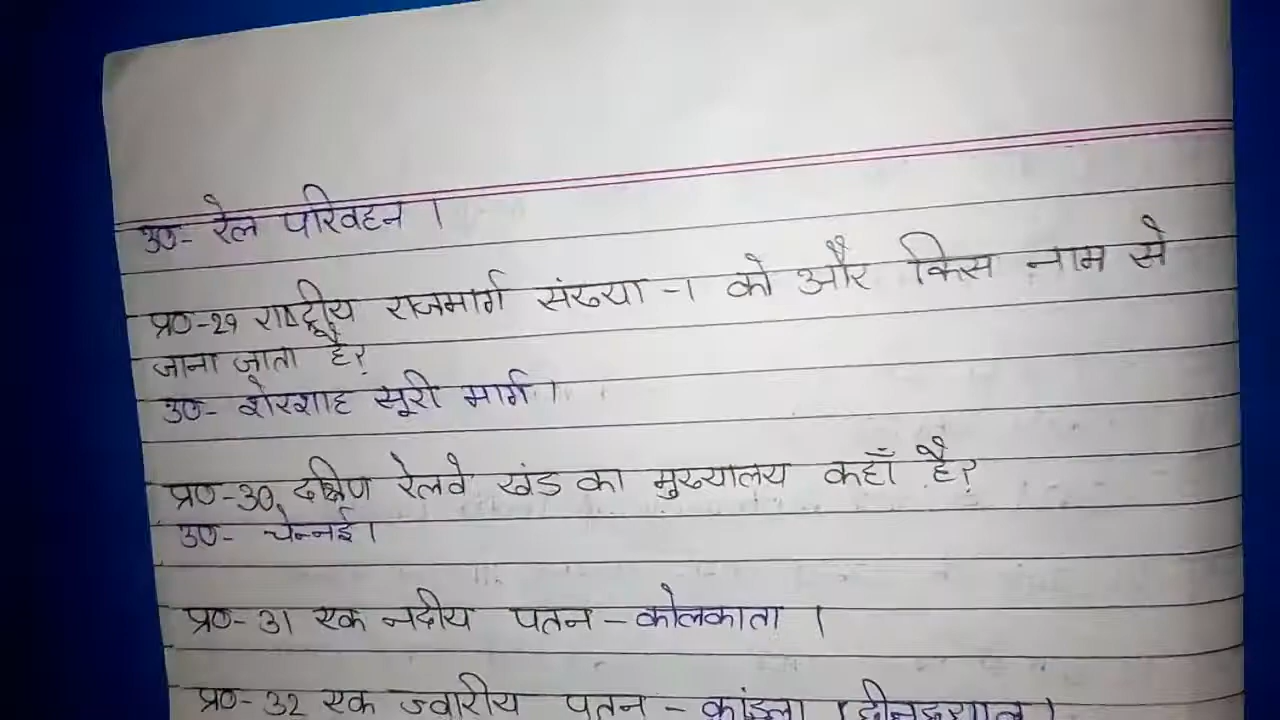 उ०- रेल परिवहन ।
प्र०-29 राष्ट्रीय राजमार्ग संख्या -1 को और किस नाम से
जाना जाता है?
उ०- शेरशाह सूरी मार्ग ।
प्र०-30. दक्षिण रेलवे खंड का मुख्यालय कहाँ है?
उ०- चेन्नई।
प्र०- 31 एक नदीय पतन - कोलकाता ।
प्र०- 32 एक ज्वारीय पतन - कांडला (दीनदयाल)